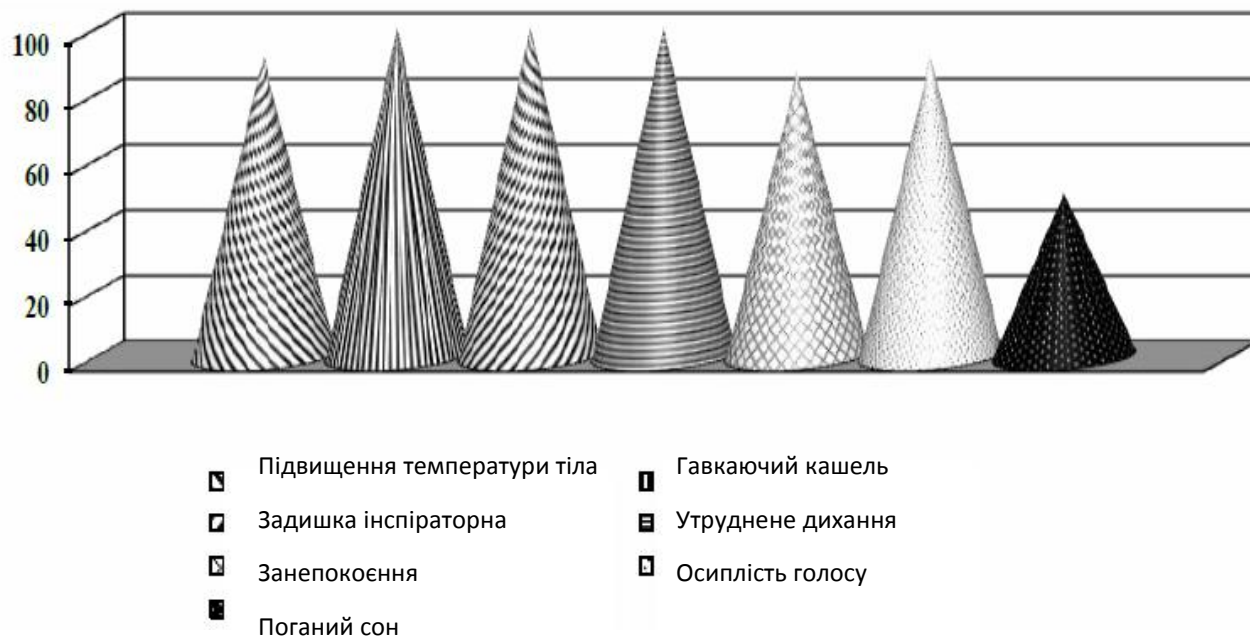 100
80
60
40
20
0
Підвищення температури тіла
Гавкаючий кашель
Задишка інспіраторна
Утруднене дихання
Занепокоєння
Осиплість голосу
Поганий сон